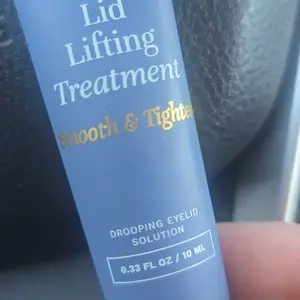 Lid
Lifting
Treatment
Smooth & Tighten
DROOPING EYELID
SOLUTION
0.33 FL OZ / 10 ML